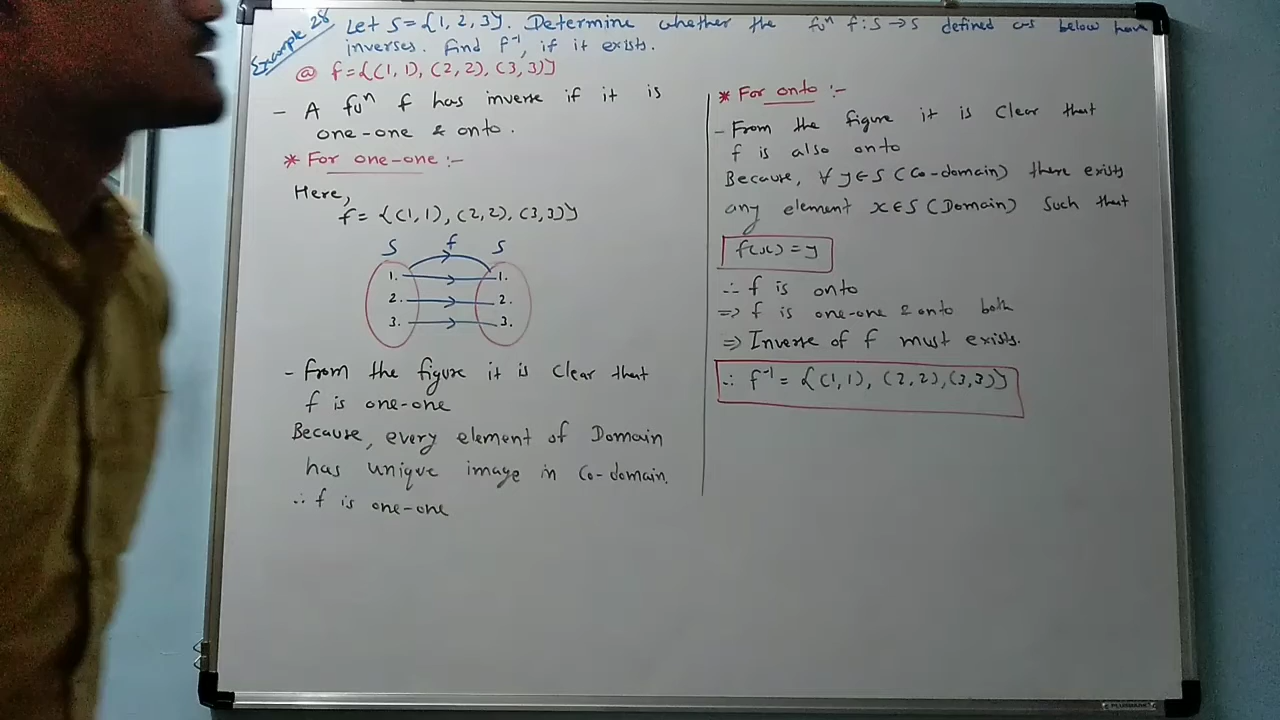 Example 28 Let S = {1, 2, 3}. Determine whether the fuⁿ f : S → S defined as below have
inverses. Find f⁻¹, if it exists.
ⓐ f = {(1, 1), (2, 2), (3, 3)}
- A fuⁿ f has inverse if it is
one-one & onto.
* For one-one :-
Here,
f = {(1, 1), (2, 2), (3, 3)}
S f S
1. 1.
2. 2.
3. 3.
- From the figure it is clear that
f is one-one
Because, every element of Domain
has unique image in Co-domain.
∴ f is one-one
* For onto :-
- From the figure it is clear that
f is also onto
Because, ∀ y ∈ S (Co-domain) there exists
any element x ∈ S (Domain) such that
f(x) = y
∴ f is onto
⇒ f is one-one & onto both
⇒ Inverse of f must exists.
∴ f⁻¹ = {(1, 1), (2, 2), (3, 3)}